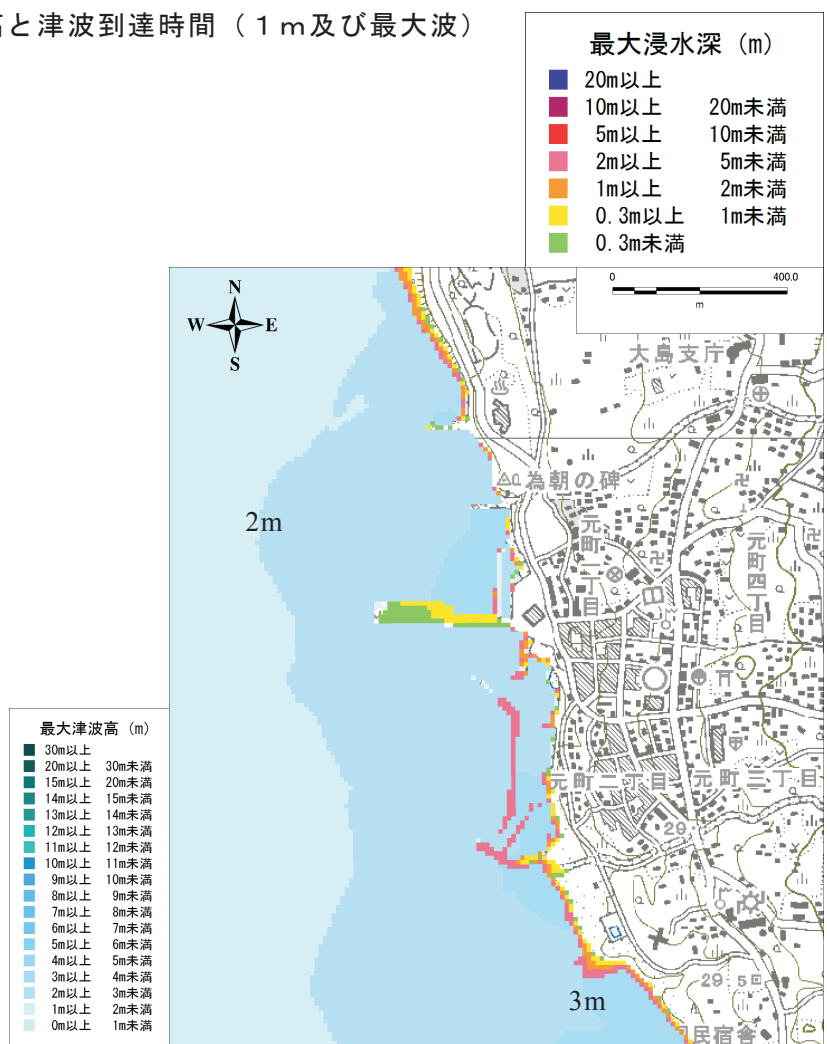 高と津波到達時間（１ｍ及び最大波）
最大浸水深 (m)
20m以上
10m以上 20m未満
5m以上 10m未満
2m以上 5m未満
1m以上 2m未満
0.3m以上 1m未満
0.3m未満
0 400.0
m
N
W E
S
大島支庁
為朝の碑
元町一丁目
元町四丁目
2m
元町二丁目
元町三丁目
29
29.5
3m
国民宿舎
最大津波高 (m)
30m以上
20m以上 30m未満
15m以上 20m未満
14m以上 15m未満
13m以上 14m未満
12m以上 13m未満
11m以上 12m未満
10m以上 11m未満
9m以上 10m未満
8m以上 9m未満
7m以上 8m未満
6m以上 7m未満
5m以上 6m未満
4m以上 5m未満
3m以上 4m未満
2m以上 3m未満
1m以上 2m未満
0m以上 1m未満